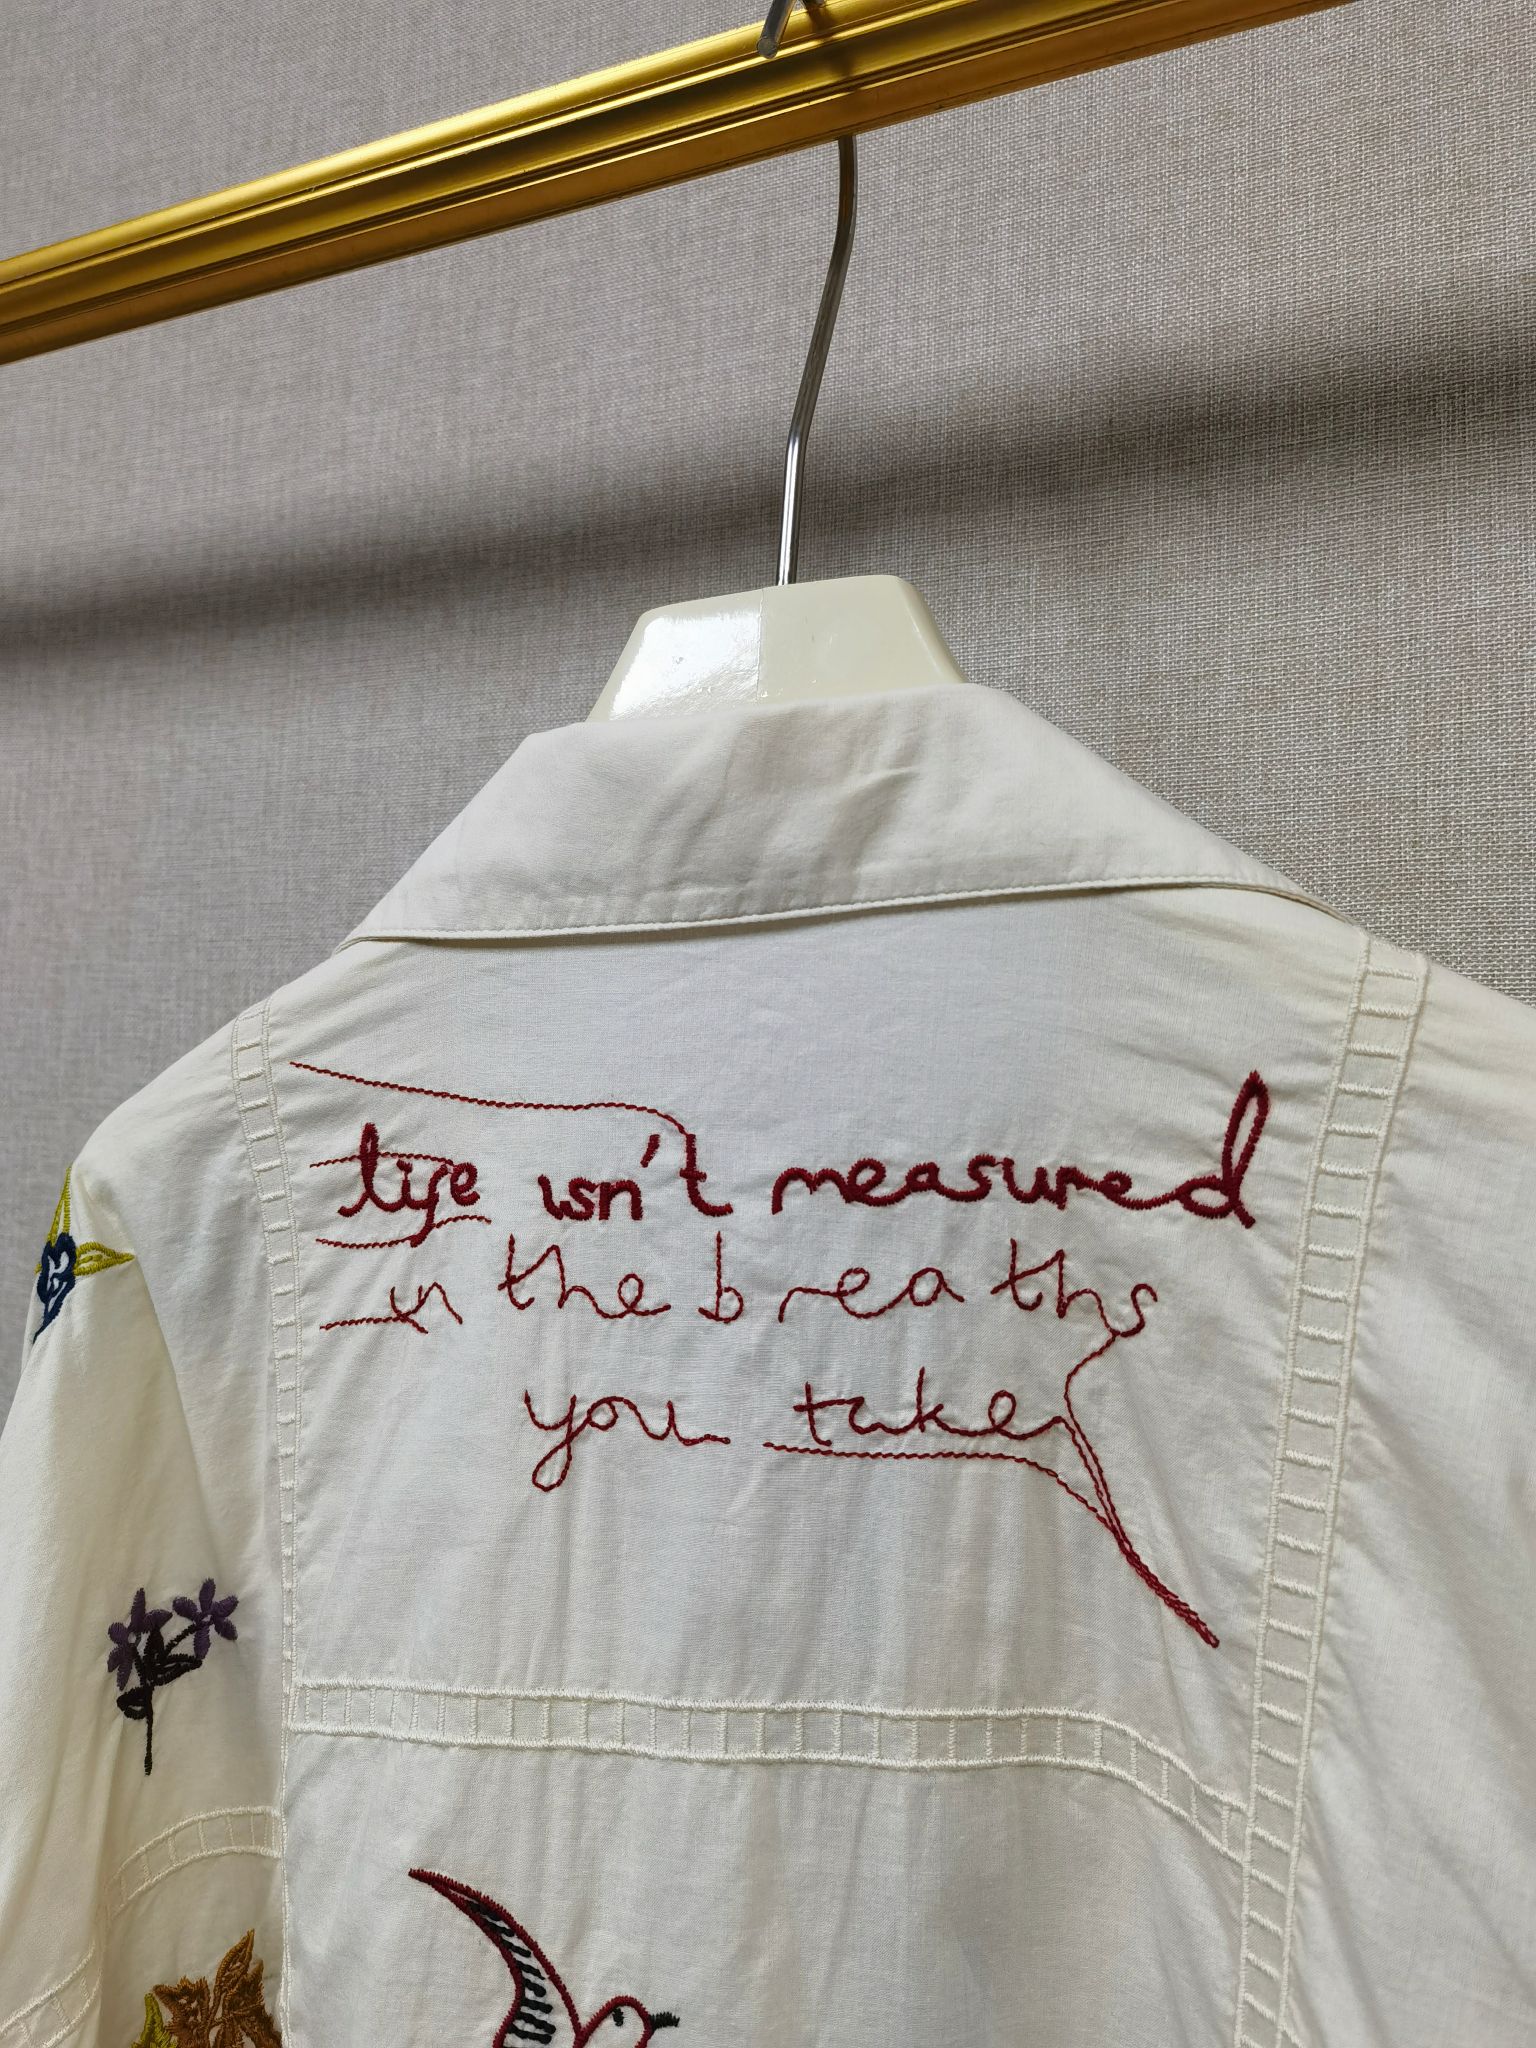 life isn't measured
in the breaths
you take